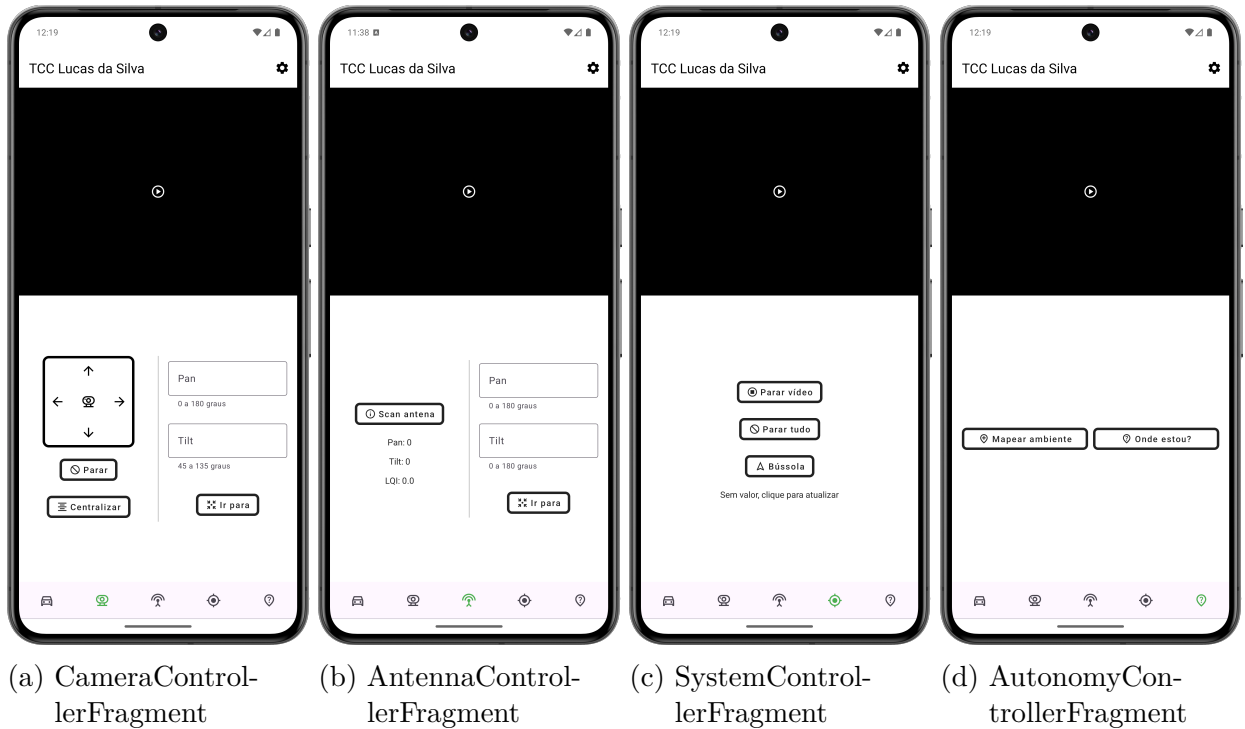 12:19
TCC Lucas da Silva
Pan
0 a 180 graus
Tilt
45 a 135 graus
Parar
Centralizar
Ir para
(a) CameraControl-
lerFragment
11:38
TCC Lucas da Silva
Scan antena
Pan: 0
Tilt: 0
LQI: 0.0
Pan
0 a 180 graus
Tilt
0 a 180 graus
Ir para
(b) AntennaControl-
lerFragment
12:19
TCC Lucas da Silva
Parar vídeo
Parar tudo
Bússola
Sem valor, clique para atualizar
(c) SystemControl-
lerFragment
12:19
TCC Lucas da Silva
Mapear ambiente
Onde estou?
(d) AutonomyCon-
trollerFragment